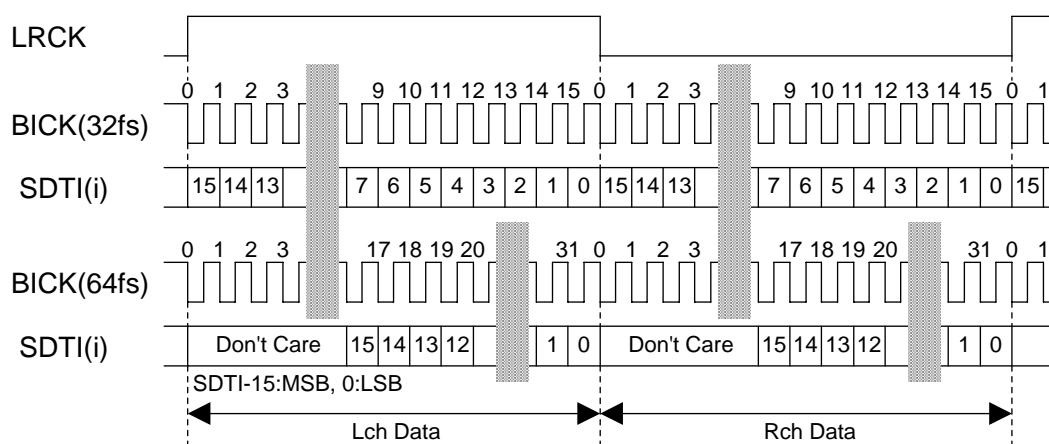 LRCK
0 1 2 3 9 10 11 12 13 14 15 0 1 2 3 9 10 11 12 13 14 15 0 1
BICK(32fs)
SDTI(i) 15 14 13 7 6 5 4 3 2 1 0 15 14 13 7 6 5 4 3 2 1 0 15
0 1 2 3 17 18 19 20 31 0 1 2 3 17 18 19 20 31 0 1
BICK(64fs)
SDTI(i) Don't Care 15 14 13 12 1 0 Don't Care 15 14 13 12 1 0
SDTI-15:MSB, 0:LSB
Lch Data Rch Data